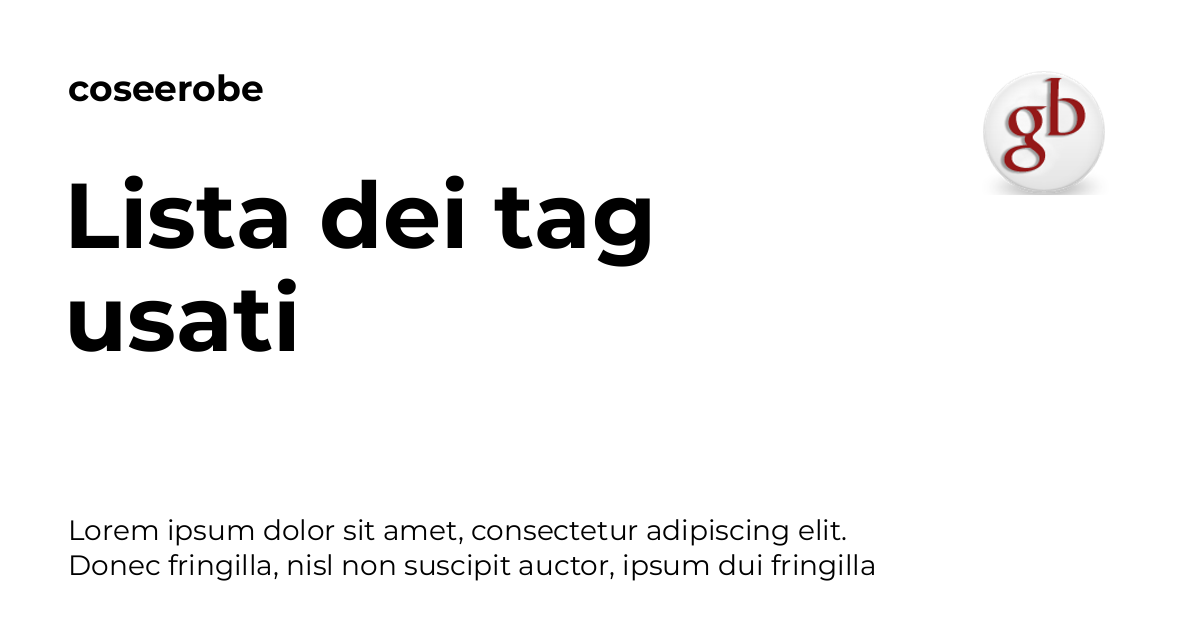 coseerobe
gb
Lista dei tag
usati
Lorem ipsum dolor sit amet, consectetur adipiscing elit.
Donec fringilla, nisl non suscipit auctor, ipsum dui fringilla